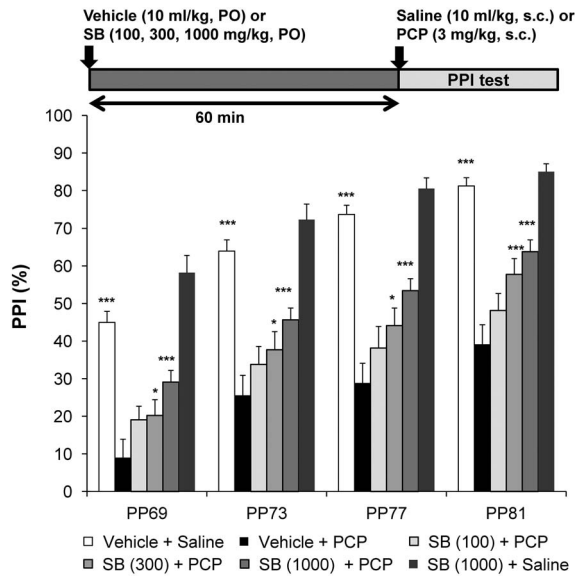 Vehicle (10 ml/kg, PO) or
SB (100, 300, 1000 mg/kg, PO)
Saline (10 ml/kg, s.c.) or
PCP (3 mg/kg, s.c.)
PPI test
60 min
PPI (%)
100
90
80
70
60
50
40
30
20
10
0
***
*
***
***
*
***
***
*
***
***
***
***
PP69 PP73 PP77 PP81
Vehicle + Saline Vehicle + PCP SB (100) + PCP
SB (300) + PCP SB (1000) + PCP SB (1000) + Saline